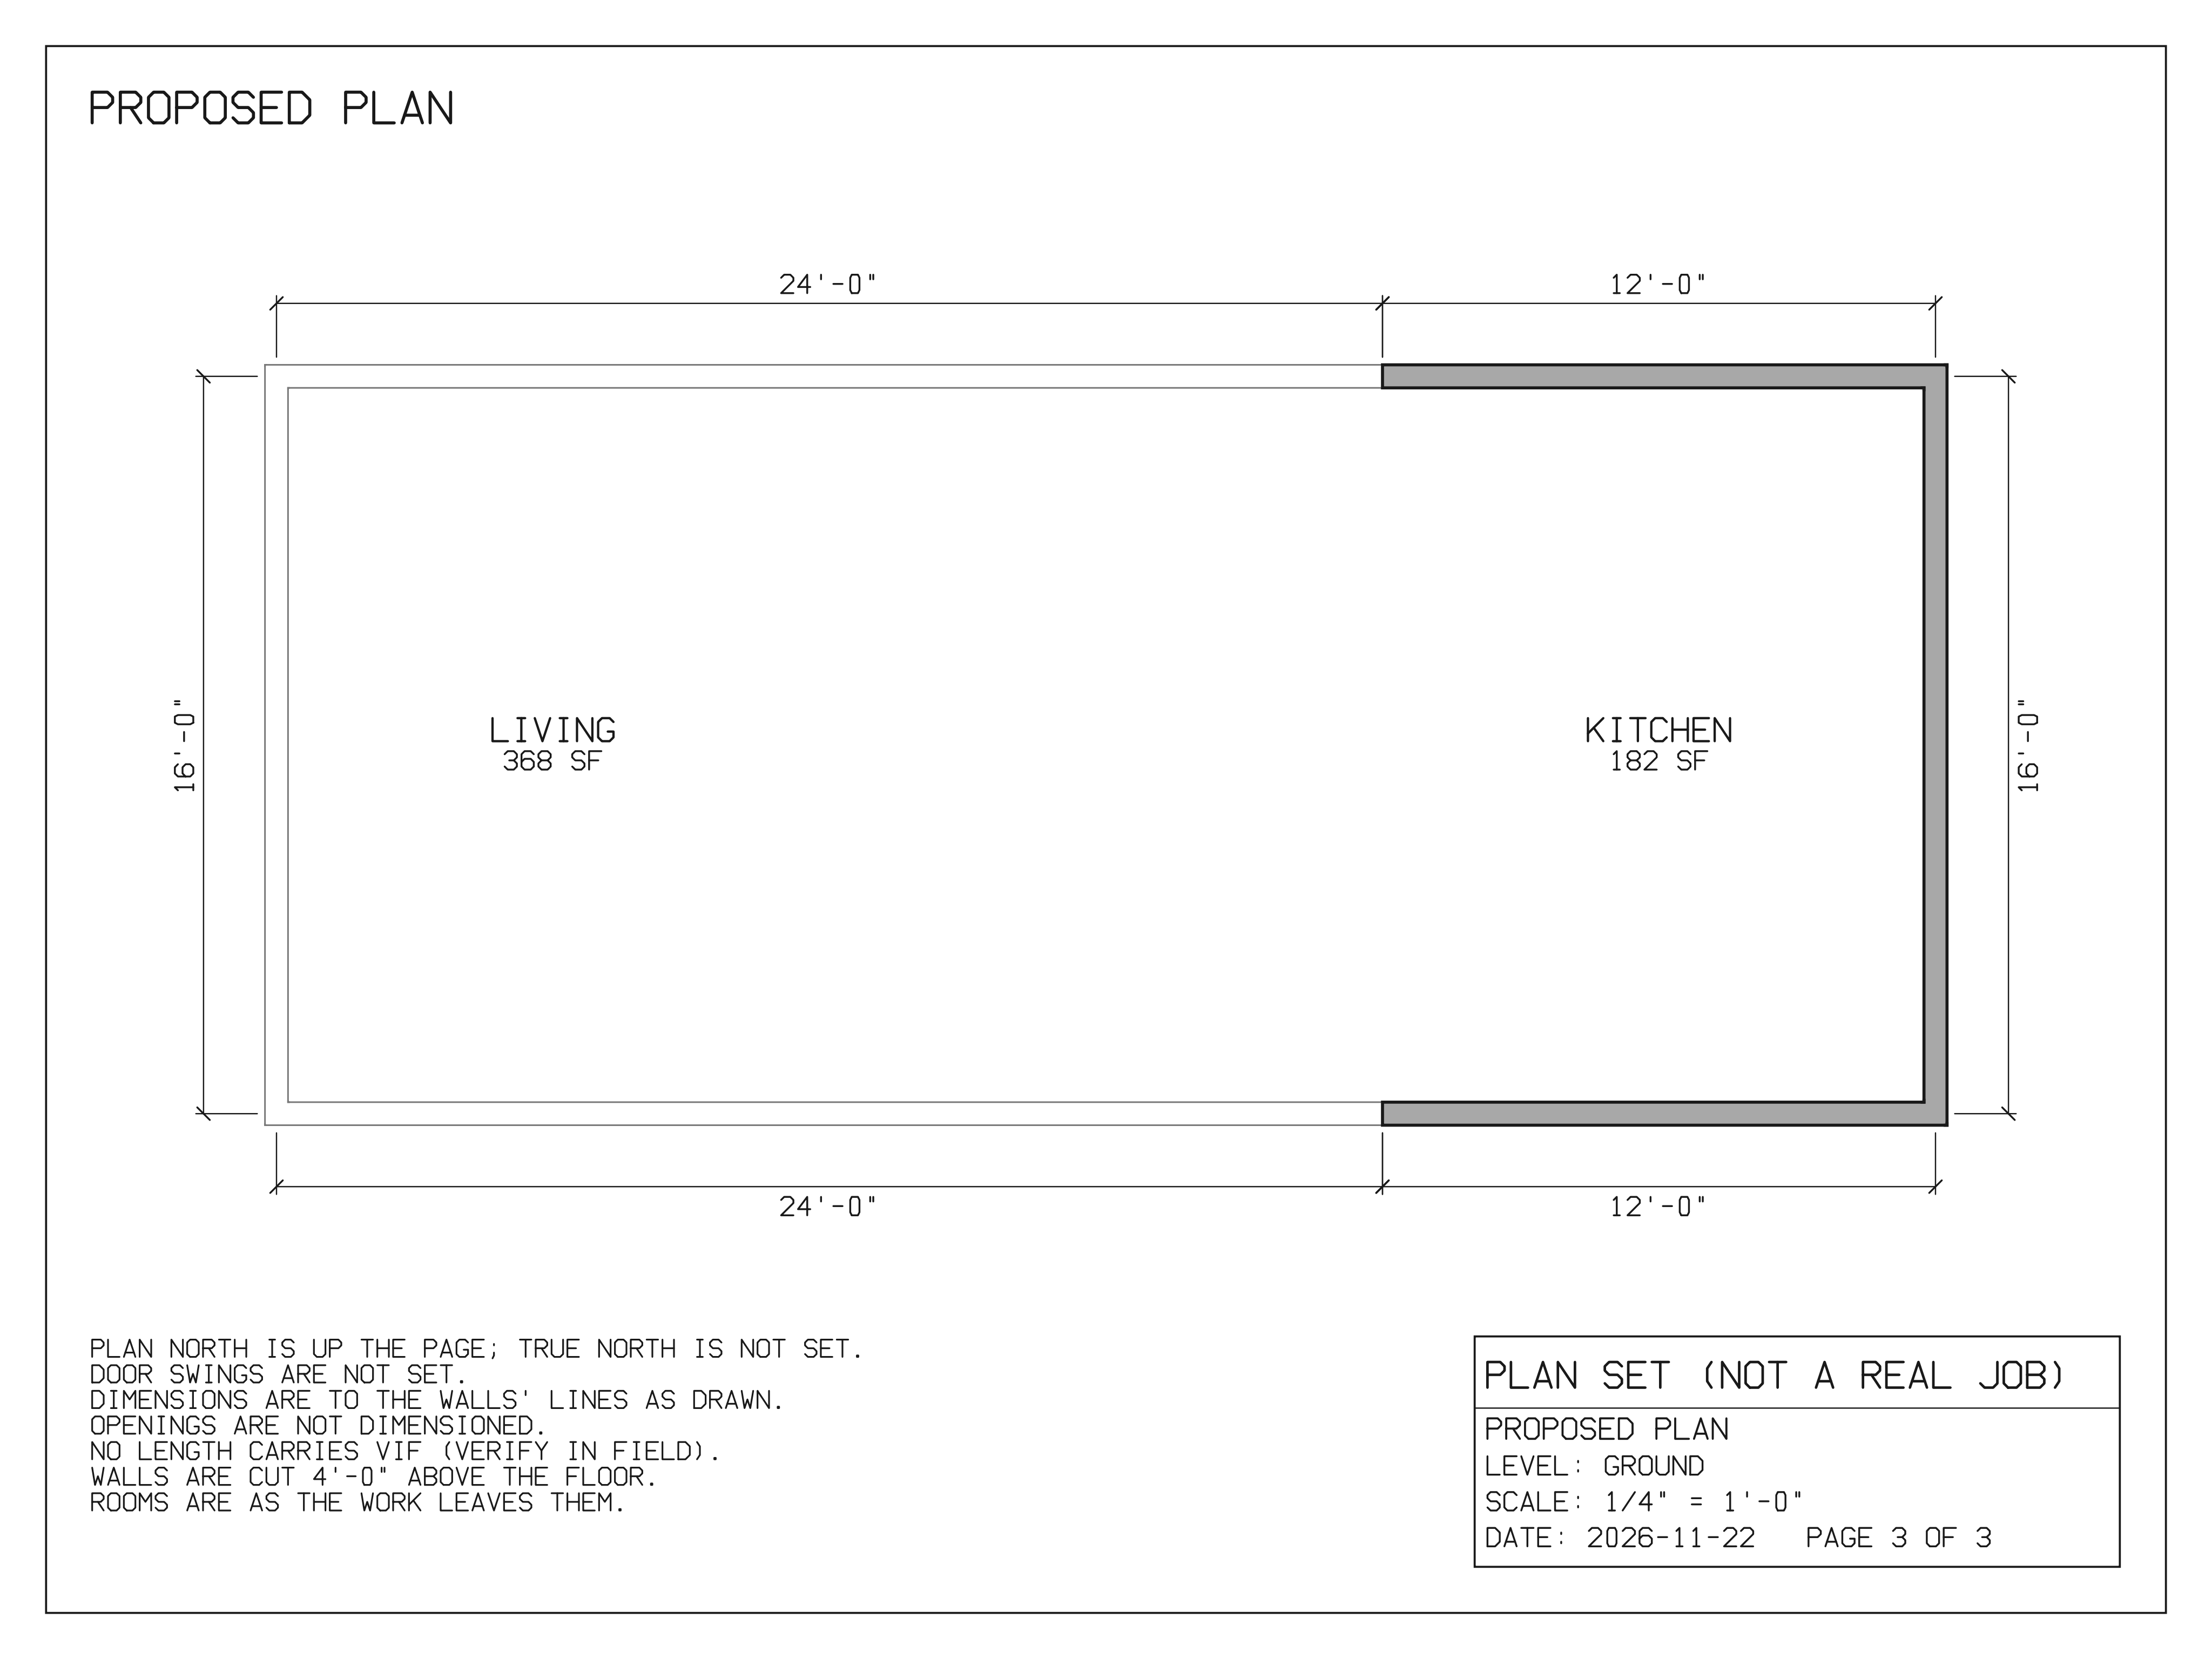 PROPOSED PLAN
24'-0" 12'-0"
16'-0"
LIVING
368 SF
KITCHEN
182 SF
16'-0"
24'-0" 12'-0"
PLAN NORTH IS UP THE PAGE; TRUE NORTH IS NOT SET.
DOOR SWINGS ARE NOT SET.
DIMENSIONS ARE TO THE WALLS' LINES AS DRAWN.
OPENINGS ARE NOT DIMENSIONED.
NO LENGTH CARRIES VIF (VERIFY IN FIELD).
WALLS ARE CUT 4'-0" ABOVE THE FLOOR.
ROOMS ARE AS THE WORK LEAVES THEM.
PLAN SET (NOT A REAL JOB)
PROPOSED PLAN
LEVEL: GROUND
SCALE: 1/4" = 1'-0"
DATE: 2026-11-22 PAGE 3 OF 3